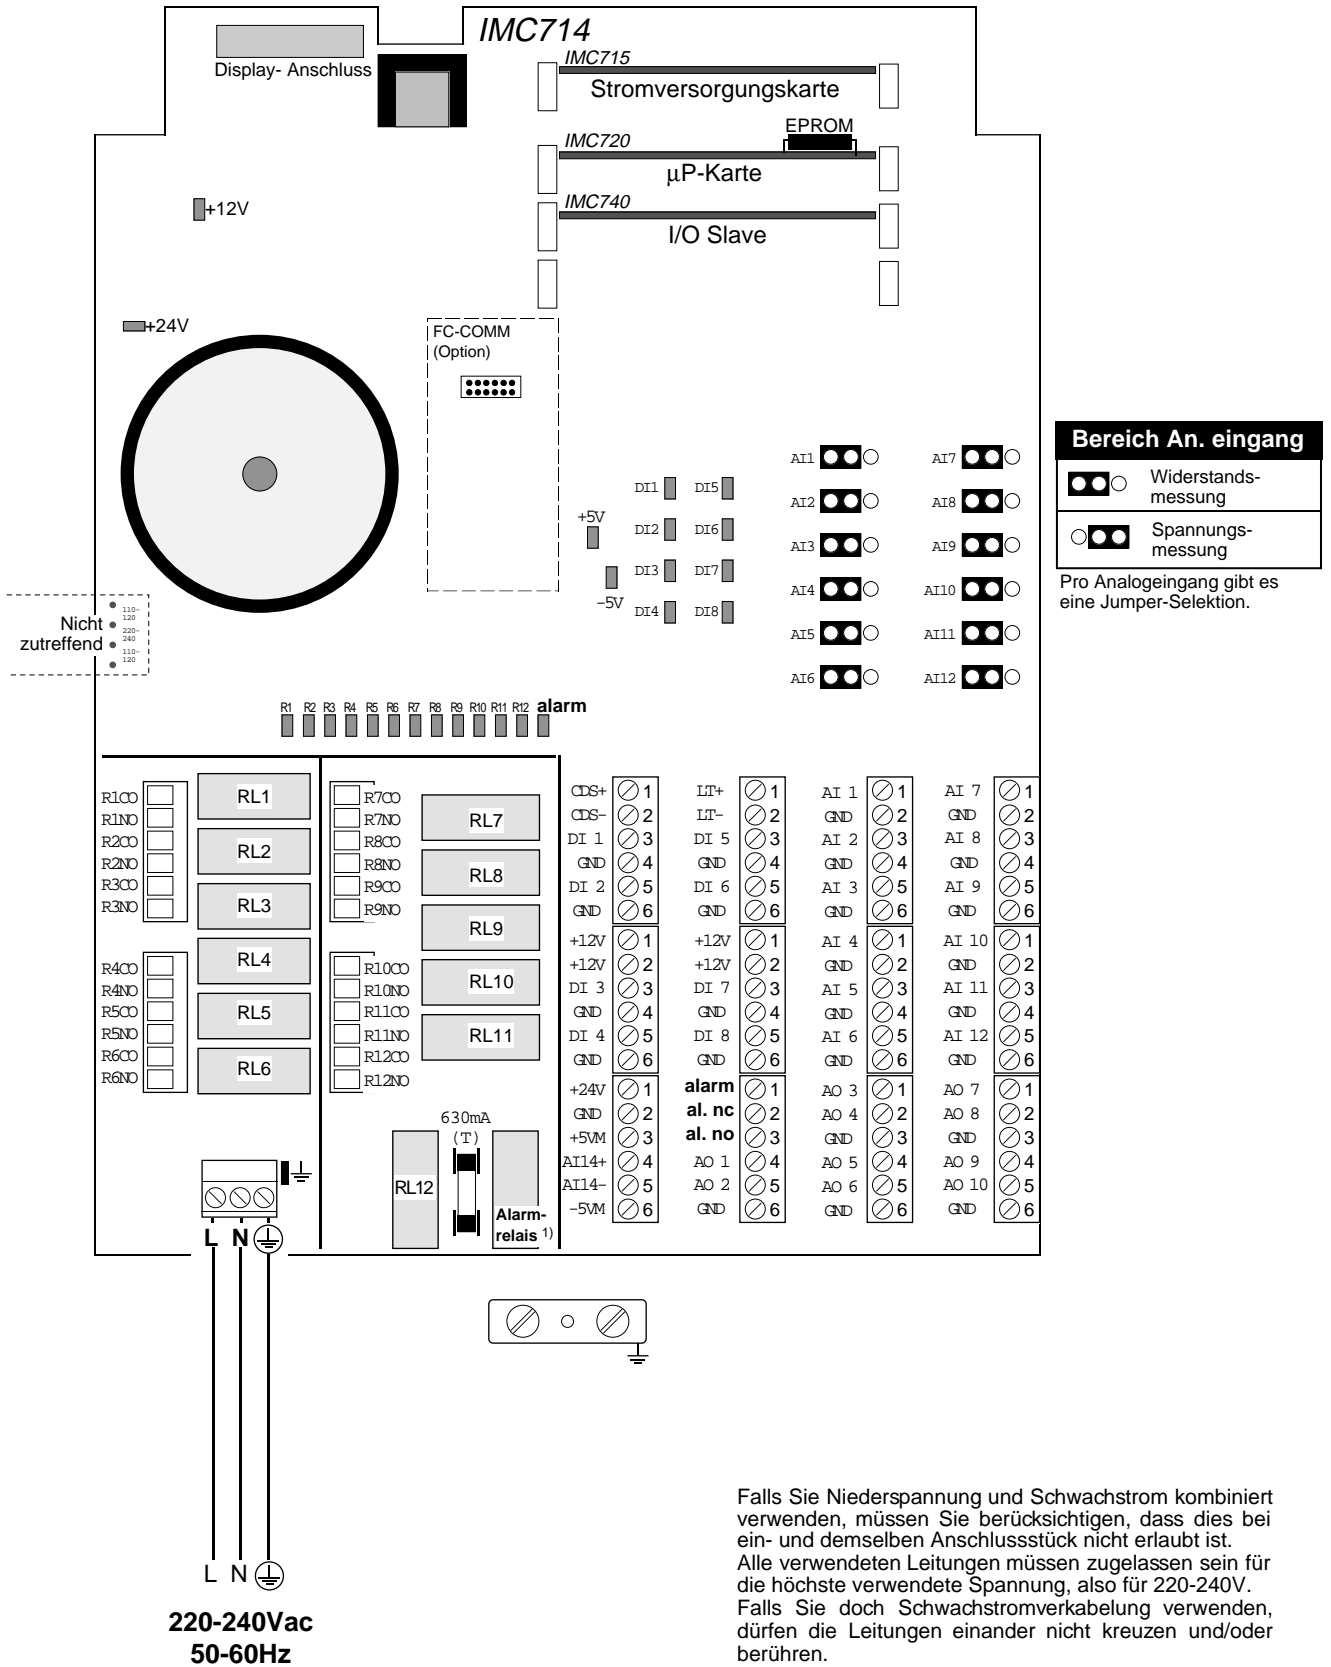 IMC714
Display- Anschluss
IMC715
Stromversorgungskarte
EPROM
IMC720
µP-Karte
IMC740
I/O Slave
+12V
+24V
FC-COMM
(Option)
Bereich An. eingang
Widerstands-
messung
Spannungs-
messung
Pro Analogeingang gibt es
eine Jumper-Selektion.
AI1 AI7
AI2 AI8
AI3 AI9
AI4 AI10
AI5 AI11
AI6 AI12
DI1 DI5
DI2 DI6
DI3 DI7
DI4 DI8
+5V
-5V
Nicht
zutreffend
110-
120
220-
240
110-
120
R1 R2 R3 R4 R5 R6 R7 R8 R9 R10 R11 R12 alarm
R1CO
R1NO
R2CO
R2NO
R3CO
R3NO
R4CO
R4NO
R5CO
R5NO
R6CO
R6NO
RL1
RL2
RL3
RL4
RL5
RL6
R7CO
R7NO
R8CO
R8NO
R9CO
R9NO
R10CO
R10NO
R11CO
R11NO
R12CO
R12NO
RL7
RL8
RL9
RL10
RL11
630mA
(T)
RL12
Alarm-
relais 1)
CDS+ 1 LT+ 1 AI 1 1 AI 7 1
CDS- 2 LT- 2 GND 2 GND 2
DI 1 3 DI 5 3 AI 2 3 AI 8 3
GND 4 GND 4 GND 4 GND 4
DI 2 5 DI 6 5 AI 3 5 AI 9 5
GND 6 GND 6 GND 6 GND 6
+12V 1 +12V 1 AI 4 1 AI 10 1
+12V 2 +12V 2 GND 2 GND 2
DI 3 3 DI 7 3 AI 5 3 AI 11 3
GND 4 GND 4 GND 4 GND 4
DI 4 5 DI 8 5 AI 6 5 AI 12 5
GND 6 GND 6 GND 6 GND 6
+24V 1 alarm 1 AO 3 1 AO 7 1
GND 2 al. nc 2 AO 4 2 AO 8 2
+5VM 3 al. no 3 GND 3 GND 3
AI14+ 4 AO 1 4 AO 5 4 AO 9 4
AI14- 5 AO 2 5 AO 6 5 AO 10 5
-5VM 6 GND 6 GND 6 GND 6
L N
L N
220-240Vac
50-60Hz
Falls Sie Niederspannung und Schwachstrom kombiniert
verwenden, müssen Sie berücksichtigen, dass dies bei
ein- und demselben Anschlussstück nicht erlaubt ist.
Alle verwendeten Leitungen müssen zugelassen sein für
die höchste verwendete Spannung, also für 220-240V.
Falls Sie doch Schwachstromverkabelung verwenden,
dürfen die Leitungen einander nicht kreuzen und/oder
berühren.